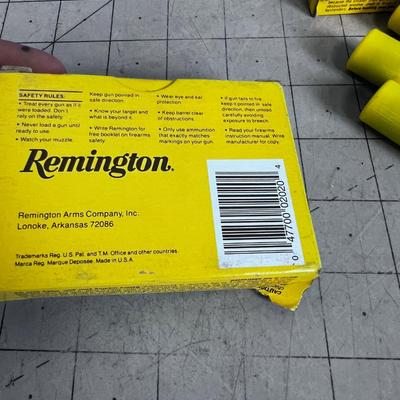 SAFETY RULES:
• Treat every gun as if it
were loaded. Don't
rely on the safety.
• Never load a gun until
ready to use.
• Watch your muzzle.
Keep gun pointed in
safe direction.
• Know your target and
what is beyond it.
• Write Remington for
free booklet on firearms
safety.
• Wear eye and ear
protection.
• Keep barrel clear
of obstructions.
• Only use ammunition
that exactly matches
markings on your gun.
• If gun fails to fire
keep it pointed in safe
direction, then unload
carefully avoiding
exposure to breech.
• Read your firearms
instruction manual. Write
manufacturer for copy.
Remington.
Remington Arms Company, Inc.
Lonoke, Arkansas 72086
Trademarks Reg. U.S. Pat. and T.M. Office and other countries.
Marca Reg. Marque Deposée. Made in U.S.A.
0 47700 02020 4
CAUTION